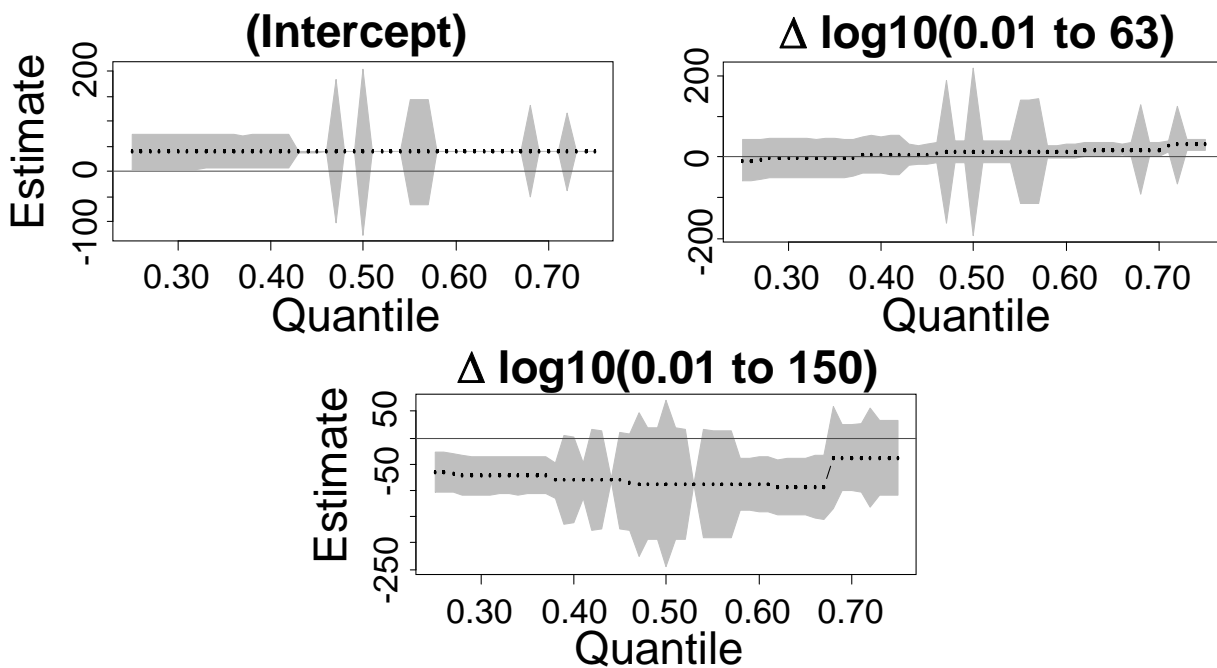 (Intercept)
Estimate
200
0
-100
0.30 0.40 0.50 0.60 0.70
Quantile
Δ log10(0.01 to 63)
200
0
-200
0.30 0.40 0.50 0.60 0.70
Quantile
Δ log10(0.01 to 150)
Estimate
50
-50
-250
0.30 0.40 0.50 0.60 0.70
Quantile